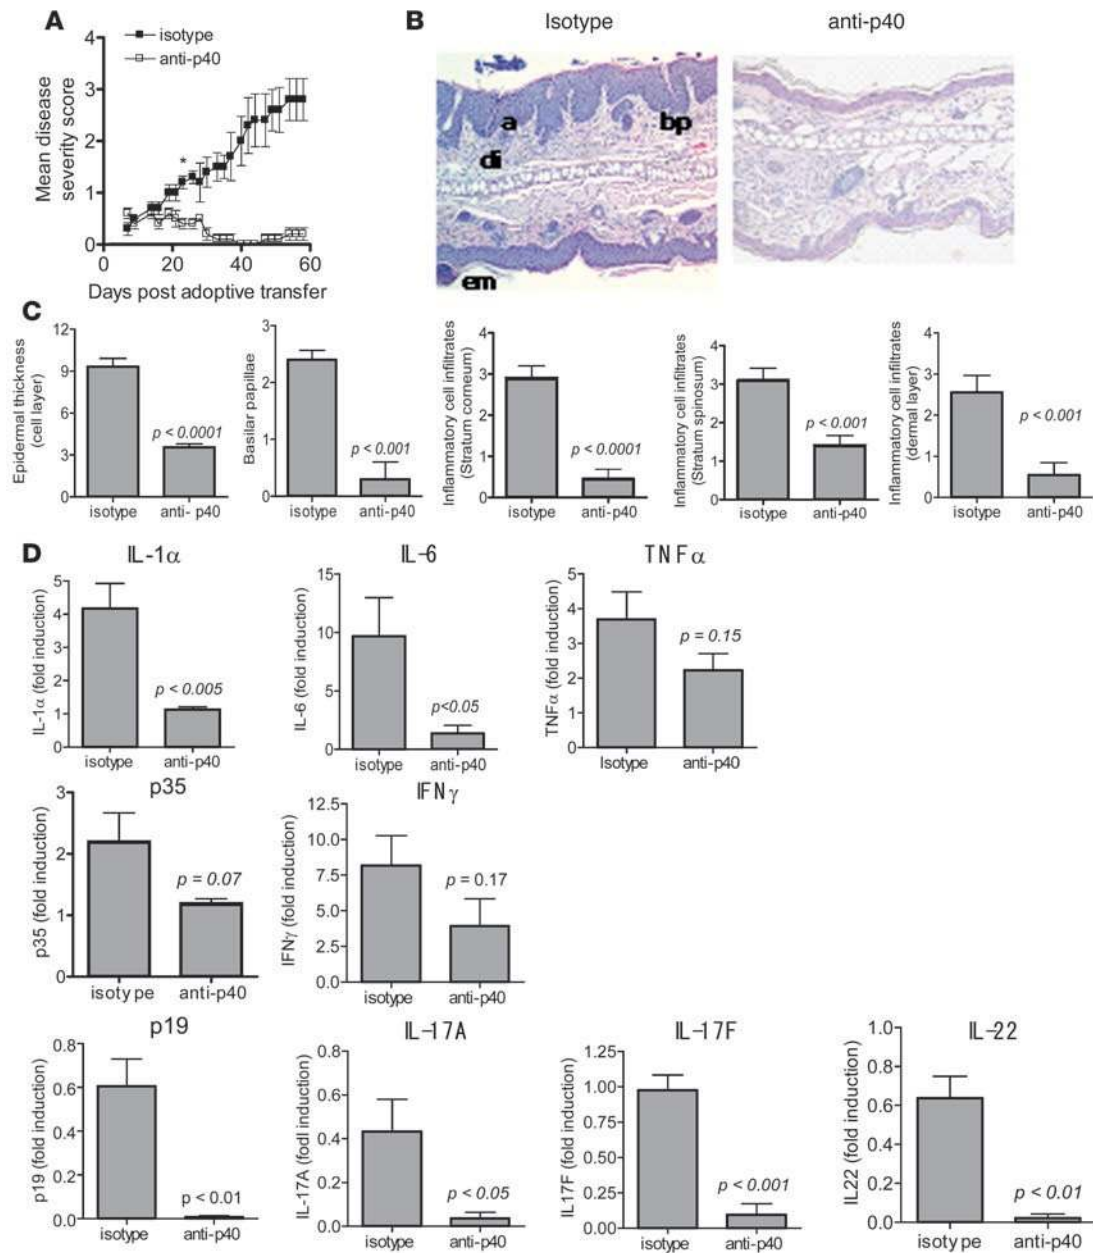 A
isotype
anti-p40
4
3
2
1
0
*
Mean disease
severity score
0 20 40 60
Days post adoptive transfer
B
Isotype
anti-p40
a
bp
di
em
C
Epidermal thickness
(cell layer)
12
9
6
3
0
p < 0.0001
isotype anti- p40
Basilar papillae
3
2
1
0
p < 0.001
isotype anti-p40
Inflammatory cell infiltrates
(Stratum corneum)
4
3
2
1
0
p < 0.0001
isotype anti-p40
Inflammatory cell infiltrates
(Stratum spinosum)
4
3
2
1
0
p < 0.001
isotype anti-p40
Inflammatory cell infiltrates
(dermal layer)
4
3
2
1
0
p < 0.001
isotype anti-p40
D
IL-1α
IL-1α (fold induction)
5
4
3
2
1
0
p < 0.005
isotype anti-p40
IL-6
IL-6 (fold induction)
15
10
5
0
p<0.05
isotype anti-p40
TNFα
TNFα (fold induction)
5
4
3
2
1
0
p = 0.15
Isotype anti-p40
p35
p35 (fold induction)
3
2
1
0
p = 0.07
isotype anti-p40
IFNγ
IFNγ (fold induction)
12.5
10.0
7.5
5.0
2.5
0.0
p = 0.17
isotype anti-p40
p19
p19 (fold induction)
0.8
0.6
0.4
0.2
0.0
p < 0.01
isotype anti-p40
IL-17A
IL-17A (fodl induction)
0.8
0.6
0.4
0.2
0.0
p < 0.05
isotype anti-p40
IL-17F
IL17F (fold induction)
1.25
1.00
0.75
0.50
0.25
0.00
p < 0.001
isotype anti-p40
IL-22
IL22 (fold induction)
1.0
0.8
0.6
0.4
0.2
0.0
p < 0.01
isotype anti-p40